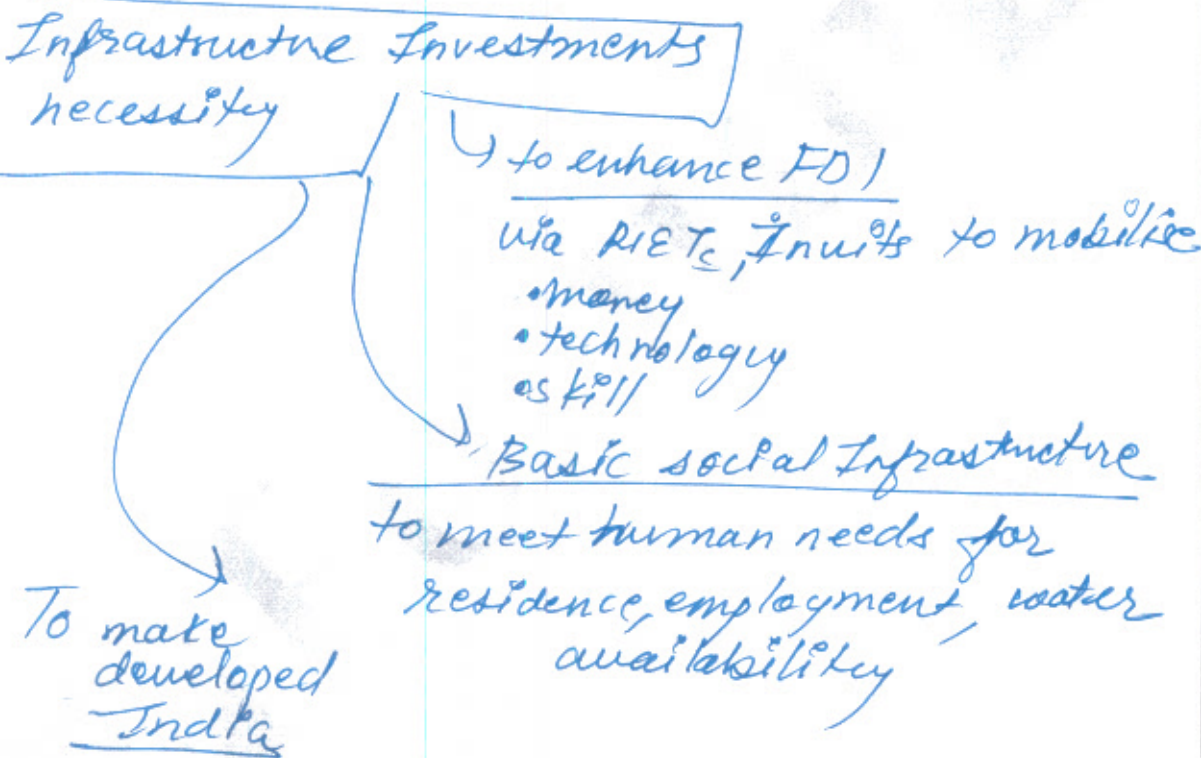 Infrastructure Investments
necessity
to enhance FDI
via RIETs, Invits to mobilise
• money
• technology
• skill
Basic social Infrastructure
to meet human needs for
residence, employment, water
availability
To make
developed
India